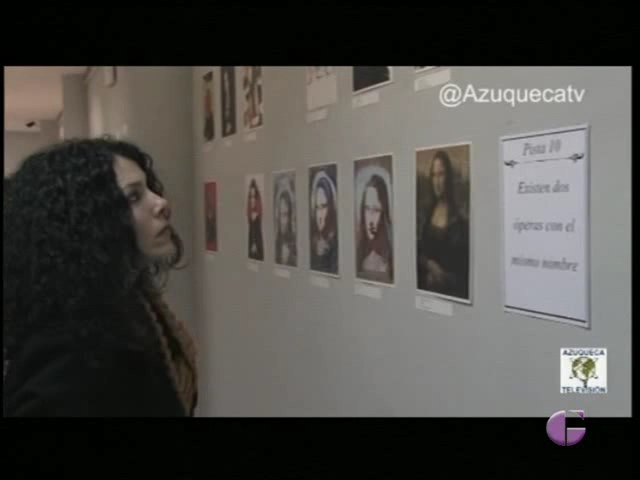 @Azuquecatv
Pista 10
Existen dos
óperas con el
mismo nombre
AZUQUECA
TELEVISIÓN